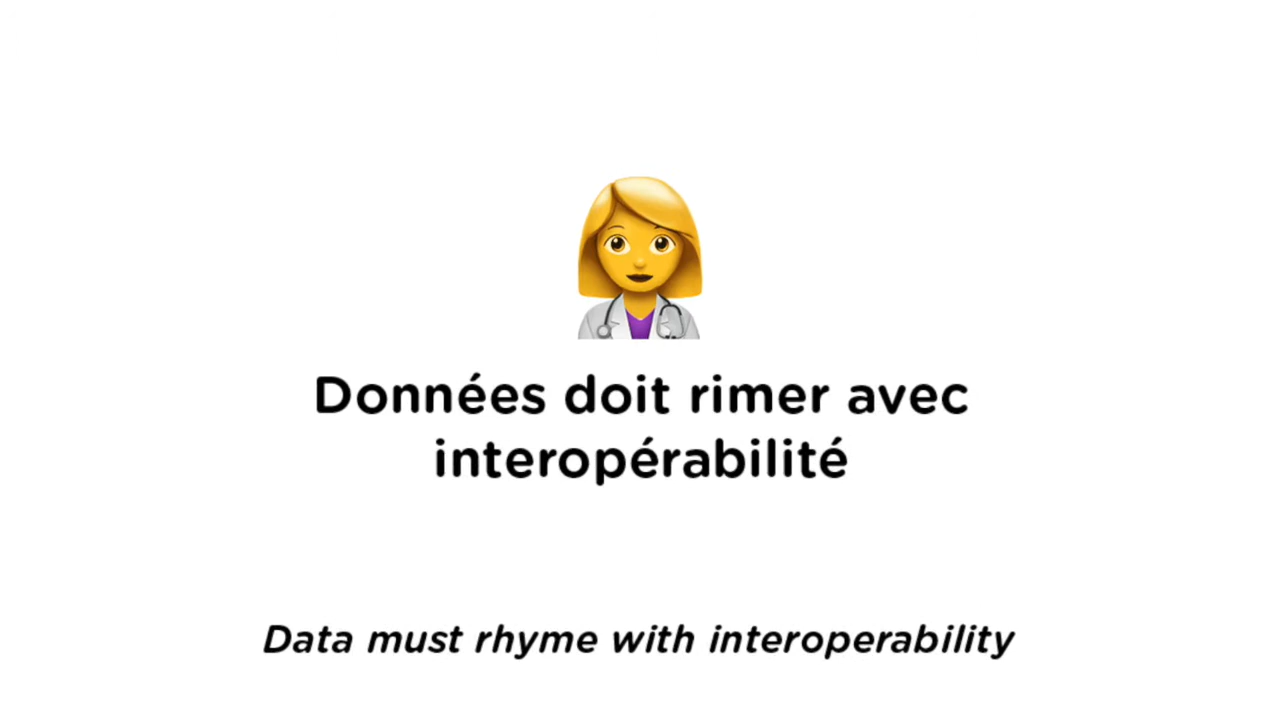 Données doit rimer avec
interopérabilité
Data must rhyme with interoperability